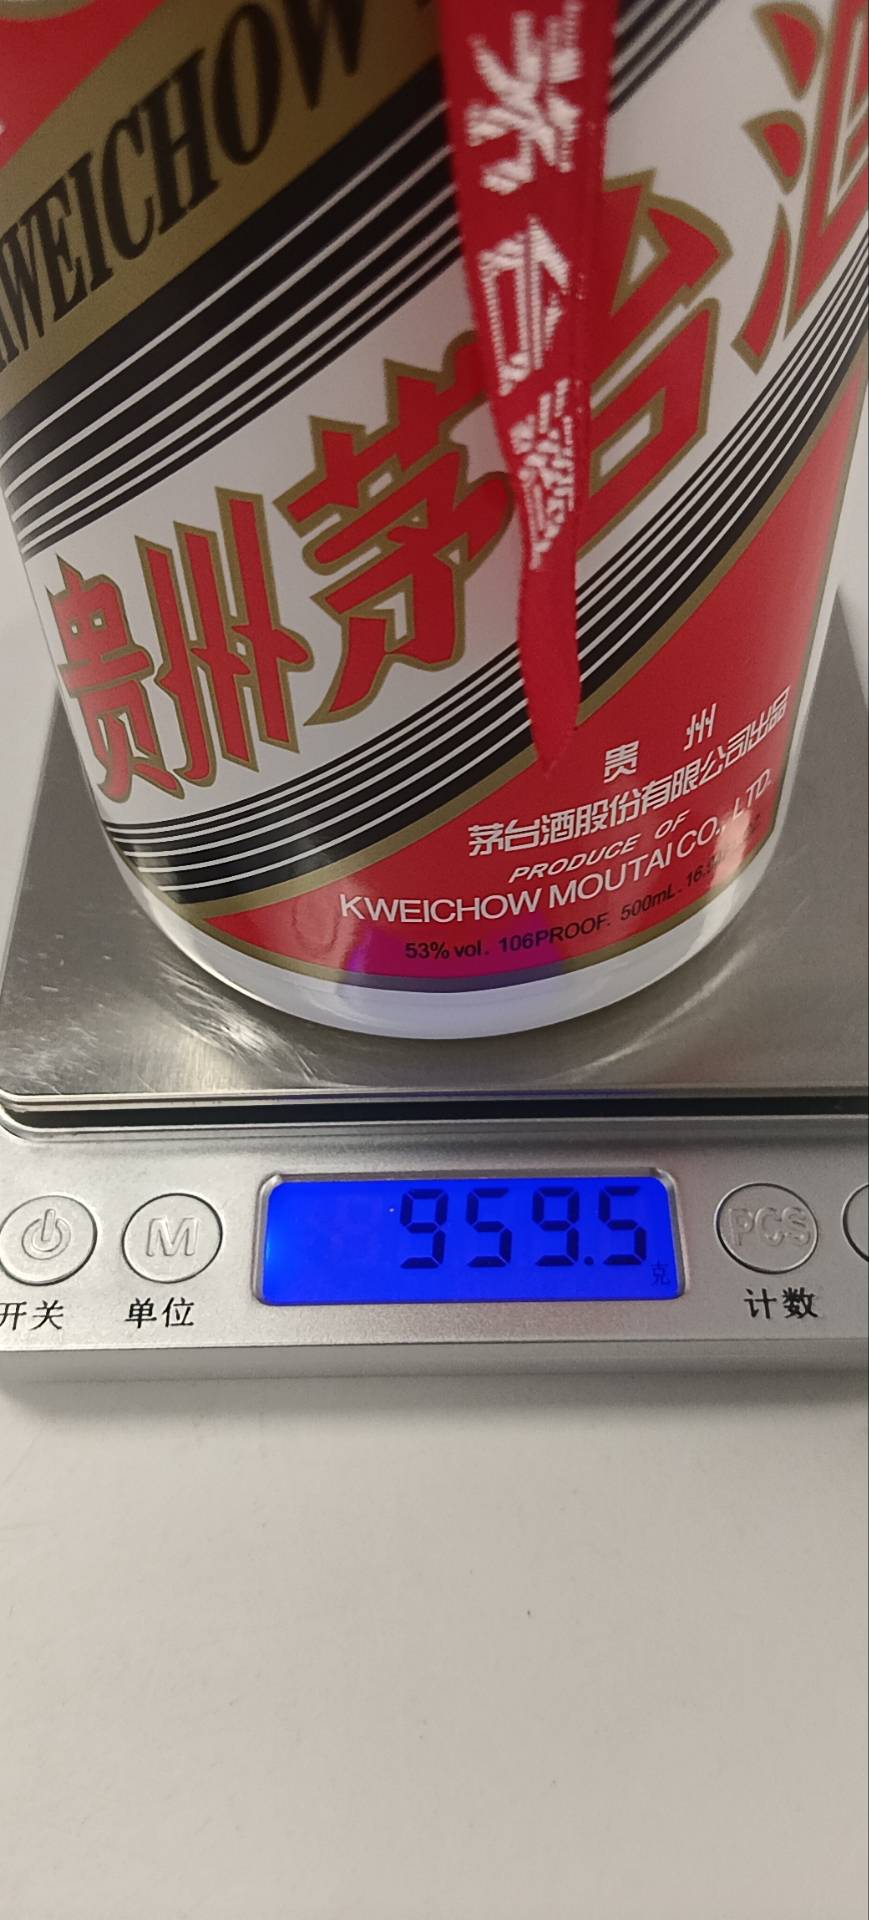 KWEICHOW
茅台酒
贵州茅台酒
贵 州
茅台酒股份有限公司出品
PRODUCE OF
KWEICHOW MOUTAI CO., LTD.
53% vol. 106PROOF. 500mL.
959.5
克
M
PCS
开关
单位
计数